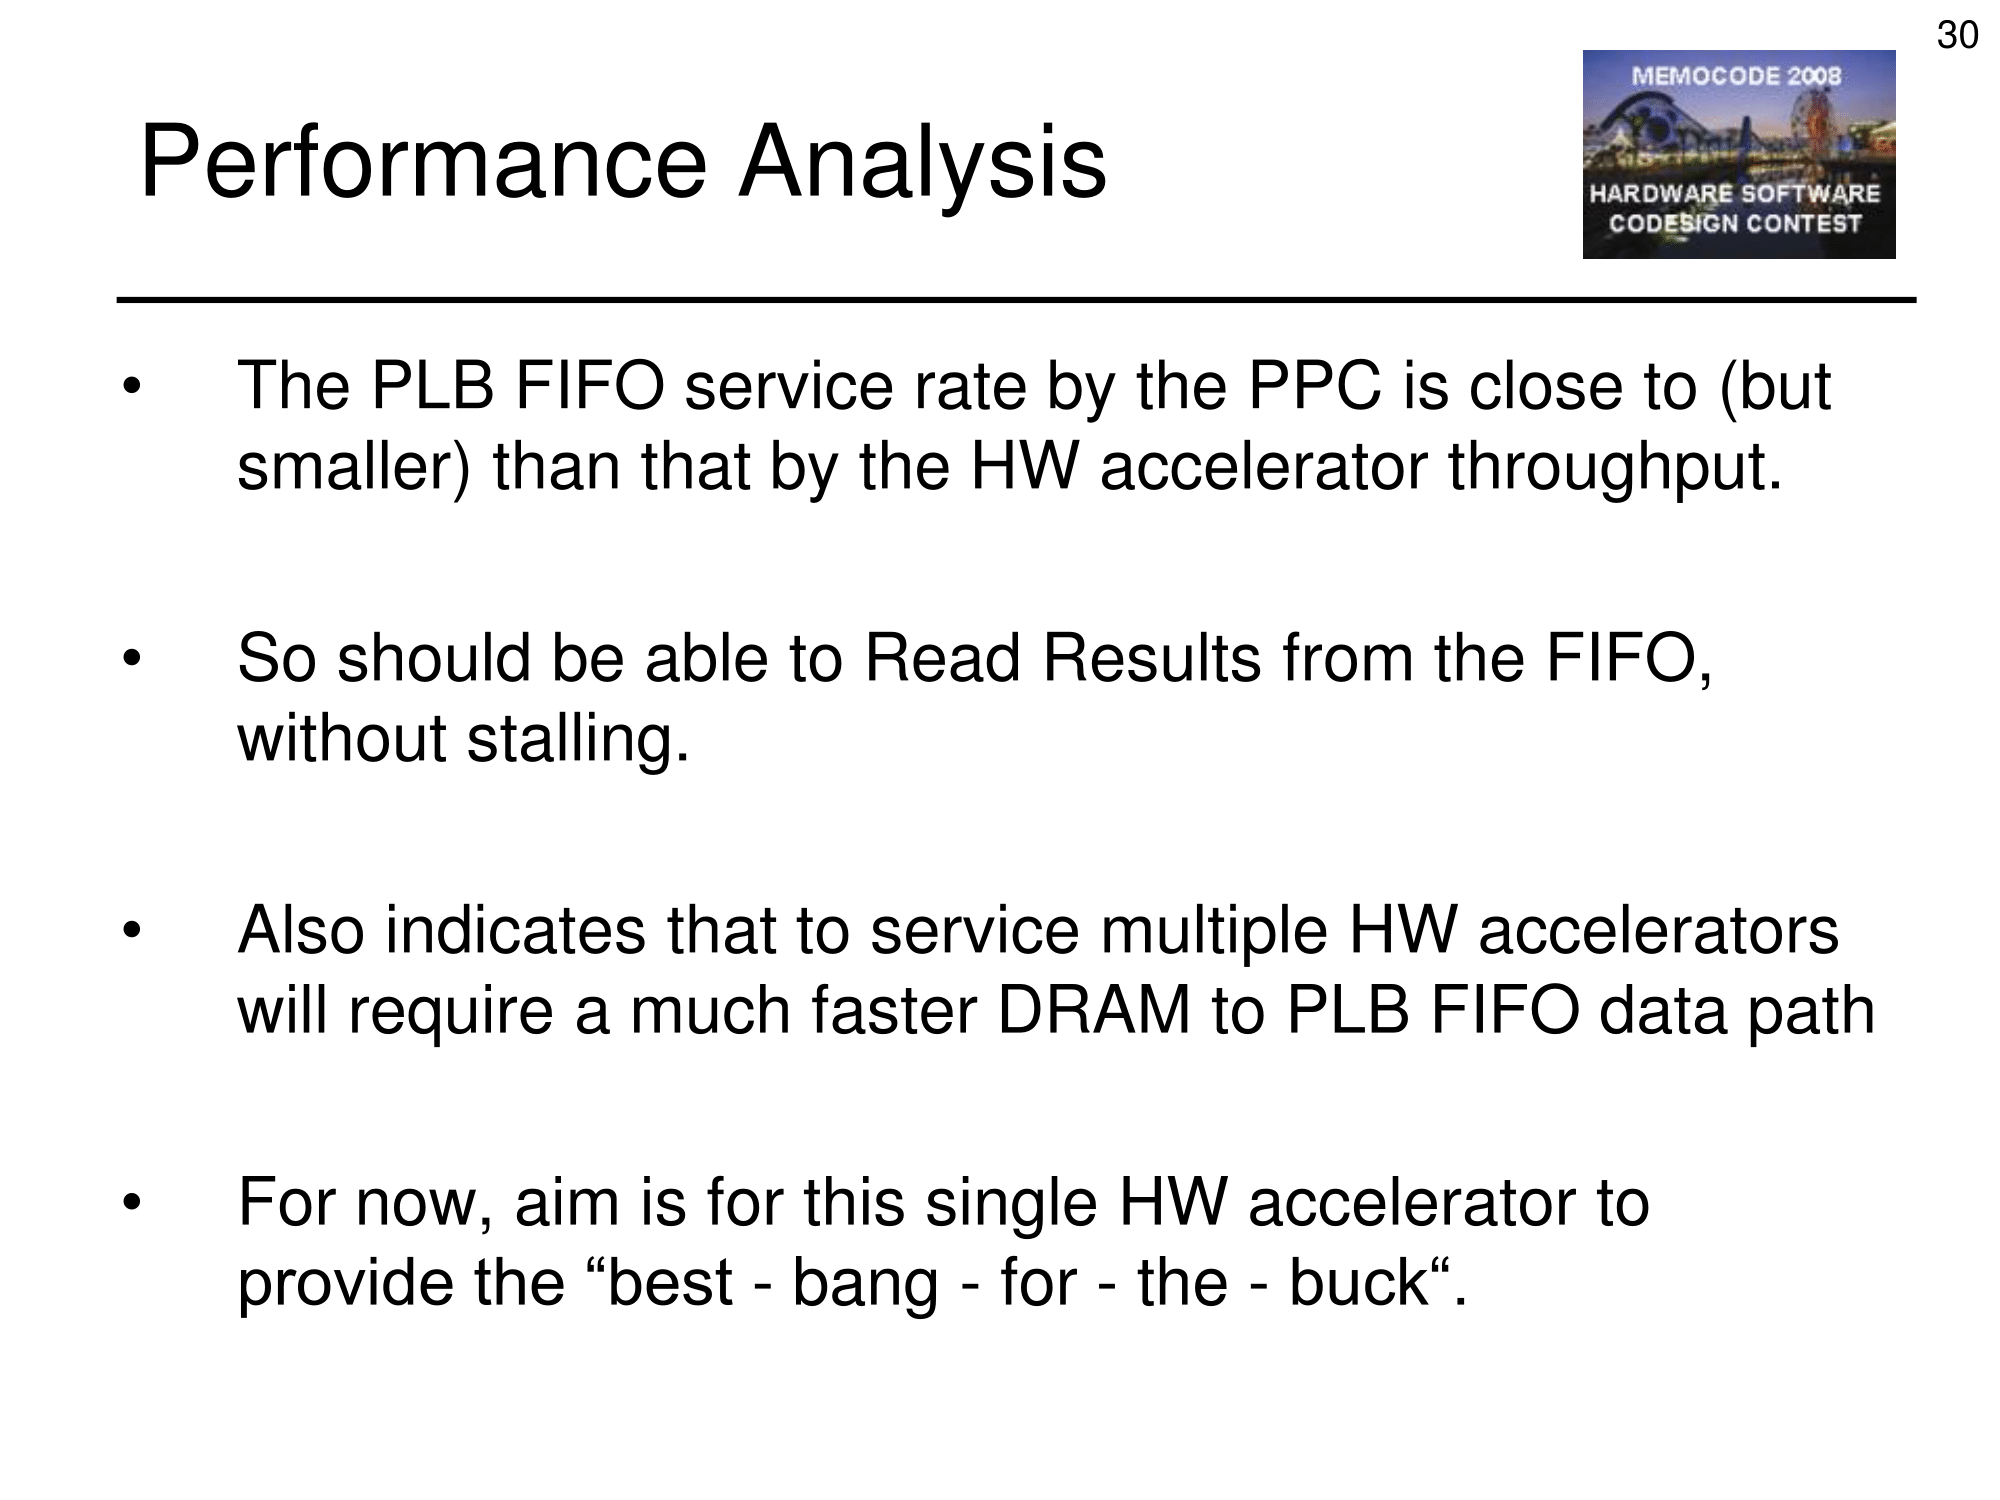 30
MEMOCODE 2008
HARDWARE SOFTWARE
CODESIGN CONTEST
Performance Analysis
• The PLB FIFO service rate by the PPC is close to (but
smaller) than that by the HW accelerator throughput.
• So should be able to Read Results from the FIFO,
without stalling.
• Also indicates that to service multiple HW accelerators
will require a much faster DRAM to PLB FIFO data path
• For now, aim is for this single HW accelerator to
provide the “best - bang - for - the - buck“.